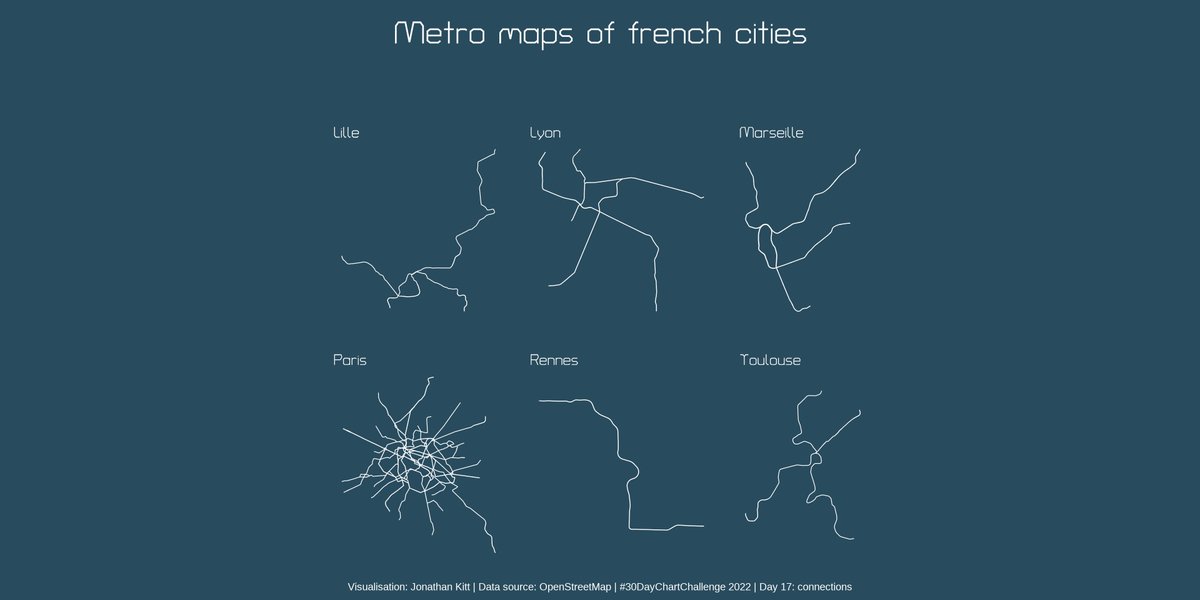 Metro maps of french cities
Lille
Lyon
Marseille
Paris
Rennes
Toulouse
Visualisation: Jonathan Kitt | Data source: OpenStreetMap | #30DayChartChallenge 2022 | Day 17: connections